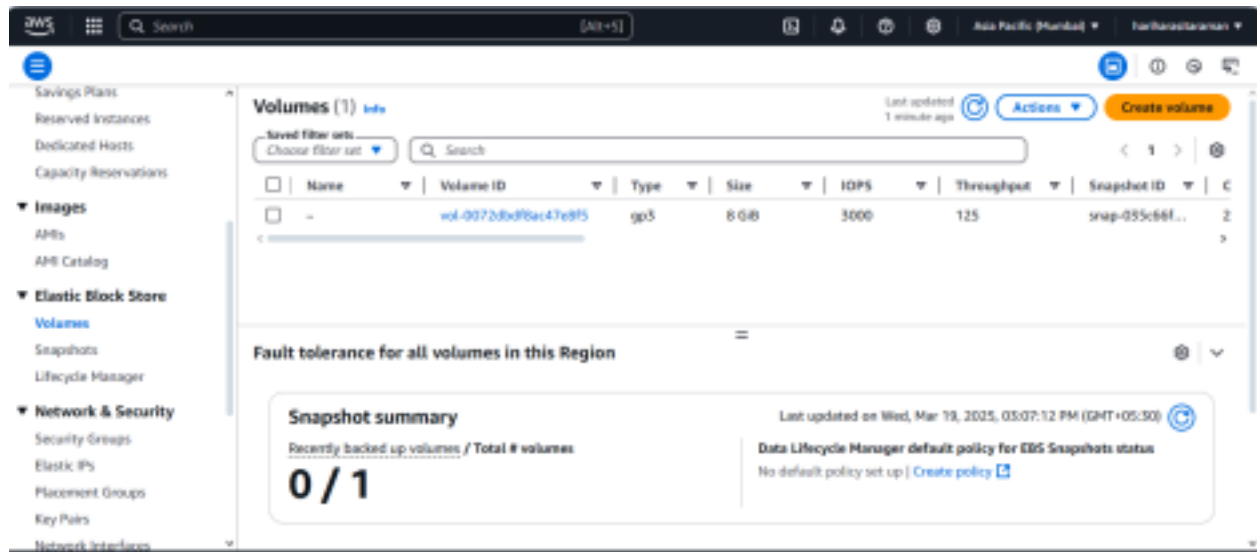 aws Search [Alt+S] Asia Pacific (Mumbai) hariharasitaraman
Savings Plans
Reserved Instances
Dedicated Hosts
Capacity Reservations
Images
AMIs
AMI Catalog
Elastic Block Store
Volumes
Snapshots
Lifecycle Manager
Network & Security
Security Groups
Elastic IPs
Placement Groups
Key Pairs
Network Interfaces
Volumes (1) Info
Last updated
1 minute ago
Actions
Create volume
Saved filter sets
Choose filter set
Search
1
Name Volume ID Type Size IOPS Throughput Snapshot ID C
- vol-0072dbdf8ac47e8f5 gp3 8 GiB 3000 125 snap-035c66f... 2
Fault tolerance for all volumes in this Region
Snapshot summary
Last updated on Wed, Mar 19, 2025, 03:07:12 PM (GMT+05:30)
Recently backed up volumes / Total # volumes
0 / 1
Data Lifecycle Manager default policy for EBS Snapshots status
No default policy set up | Create policy